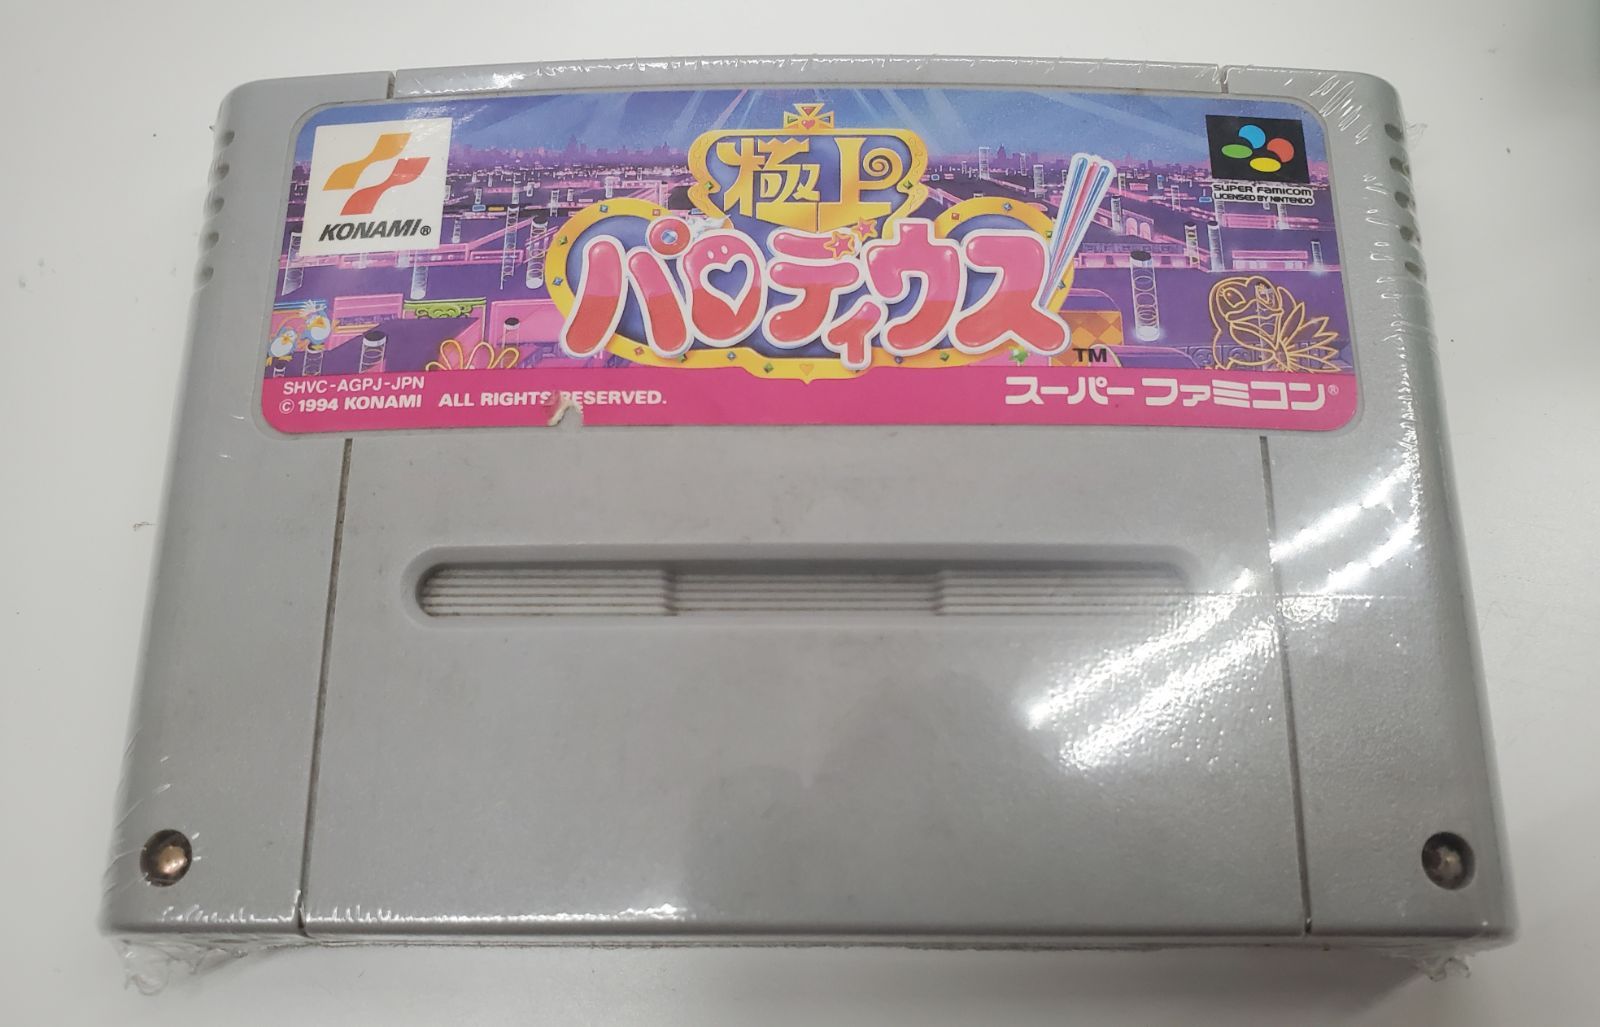 KONAMI®
極上
パロディウス
TM
SUPER FAMICOM
LICENSED BY NINTENDO
SHVC-AGPJ-JPN
© 1994 KONAMI ALL RIGHTS RESERVED.
スーパーファミコン®